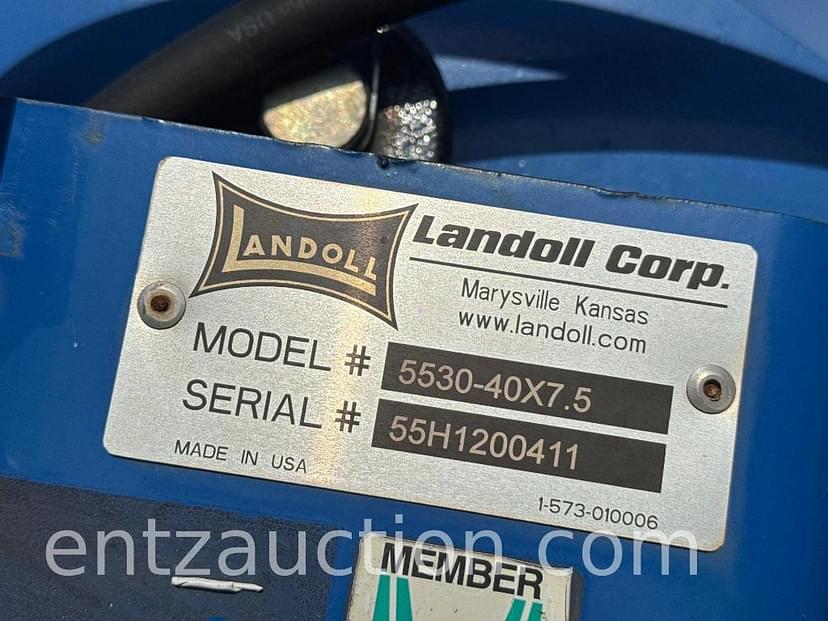 LANDOLL
Landoll Corp.
Marysville Kansas
www.landoll.com
MODEL # 5530-40X7.5
SERIAL # 55H1200411
MADE IN USA
1-573-010006
entzauction.com
MEMBER
USA